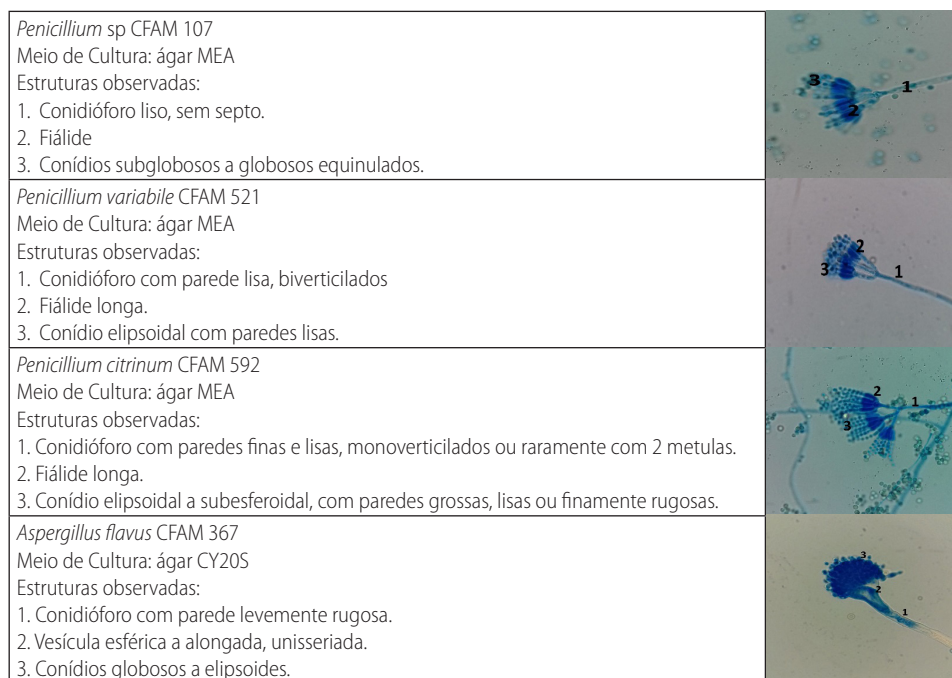 Penicillium sp CFAM 107
Meio de Cultura: ágar MEA
Estruturas observadas:
1. Conidióforo liso, sem septo.
2. Fiálide
3. Conídios subglobosos a globosos equinulados.
3
1
2
Penicillium variabile CFAM 521
Meio de Cultura: ágar MEA
Estruturas observadas:
1. Conidióforo com parede lisa, biverticilados
2. Fiálide longa.
3. Conídio elipsoidal com paredes lisas.
2
3
1
Penicillium citrinum CFAM 592
Meio de Cultura: ágar MEA
Estruturas observadas:
1. Conidióforo com paredes finas e lisas, monoverticilados ou raramente com 2 metulas.
2. Fiálide longa.
3. Conídio elipsoidal a subesferoidal, com paredes grossas, lisas ou finamente rugosas.
2
1
3
Aspergillus flavus CFAM 367
Meio de Cultura: ágar CY20S
Estruturas observadas:
1. Conidióforo com parede levemente rugosa.
2. Vesícula esférica a alongada, unisseriada.
3. Conídios globosos a elipsoides.
3
2
1